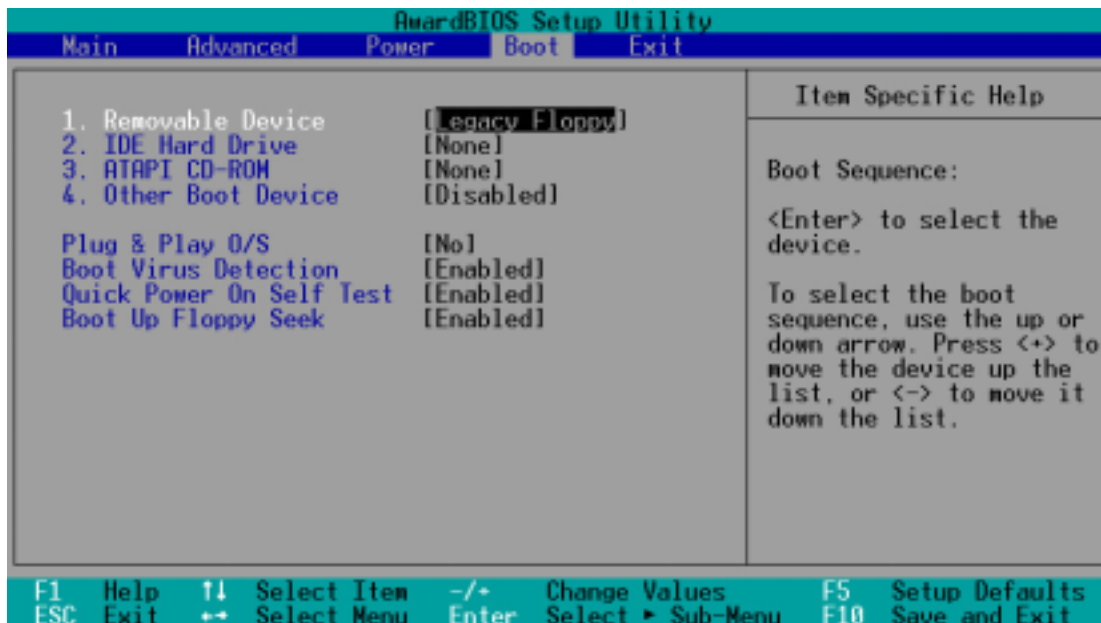 AwardBIOS Setup Utility
Main Advanced Power Boot Exit
1. Removable Device [Legacy Floppy]
2. IDE Hard Drive [None]
3. ATAPI CD-ROM [None]
4. Other Boot Device [Disabled]
Plug & Play O/S [No]
Boot Virus Detection [Enabled]
Quick Power On Self Test [Enabled]
Boot Up Floppy Seek [Enabled]
Item Specific Help
Boot Sequence:
<Enter> to select the
device.
To select the boot
sequence, use the up or
down arrow. Press <+> to
move the device up the
list, or <-> to move it
down the list.
F1 Help ↑↓ Select Item -/+ Change Values F5 Setup Defaults
ESC Exit ←→ Select Menu Enter Select ► Sub-Menu F10 Save and Exit